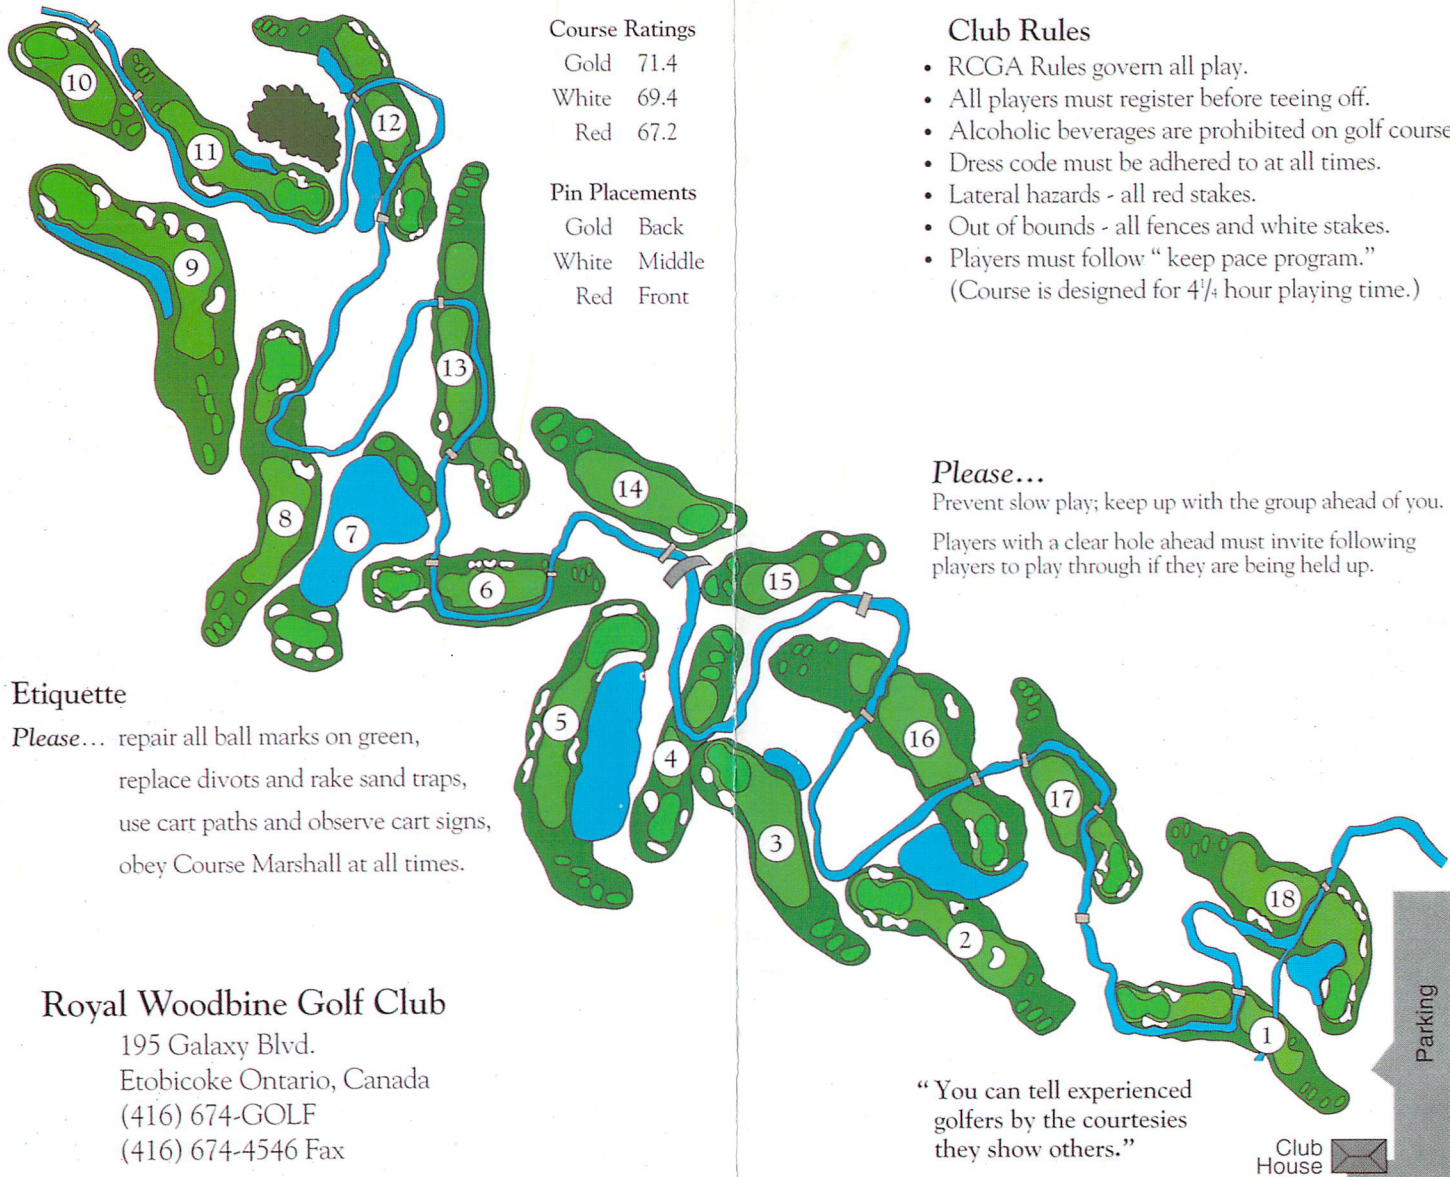 Course Ratings
Gold 71.4
White 69.4
Red 67.2
Pin Placements
Gold Back
White Middle
Red Front
Club Rules
• RCGA Rules govern all play.
• All players must register before teeing off.
• Alcoholic beverages are prohibited on golf course
• Dress code must be adhered to at all times.
• Lateral hazards - all red stakes.
• Out of bounds - all fences and white stakes.
• Players must follow “ keep pace program.”
(Course is designed for 4¼ hour playing time.)
10
11
12
9
13
8
7
14
6
15
5
4
16
3
17
2
18
1
Please...
Prevent slow play; keep up with the group ahead of you.
Players with a clear hole ahead must invite following
players to play through if they are being held up.
Etiquette
Please... repair all ball marks on green,
replace divots and rake sand traps,
use cart paths and observe cart signs,
obey Course Marshall at all times.
Royal Woodbine Golf Club
195 Galaxy Blvd.
Etobicoke Ontario, Canada
(416) 674-GOLF
(416) 674-4546 Fax
“ You can tell experienced
golfers by the courtesies
they show others.”
Parking
Club
House